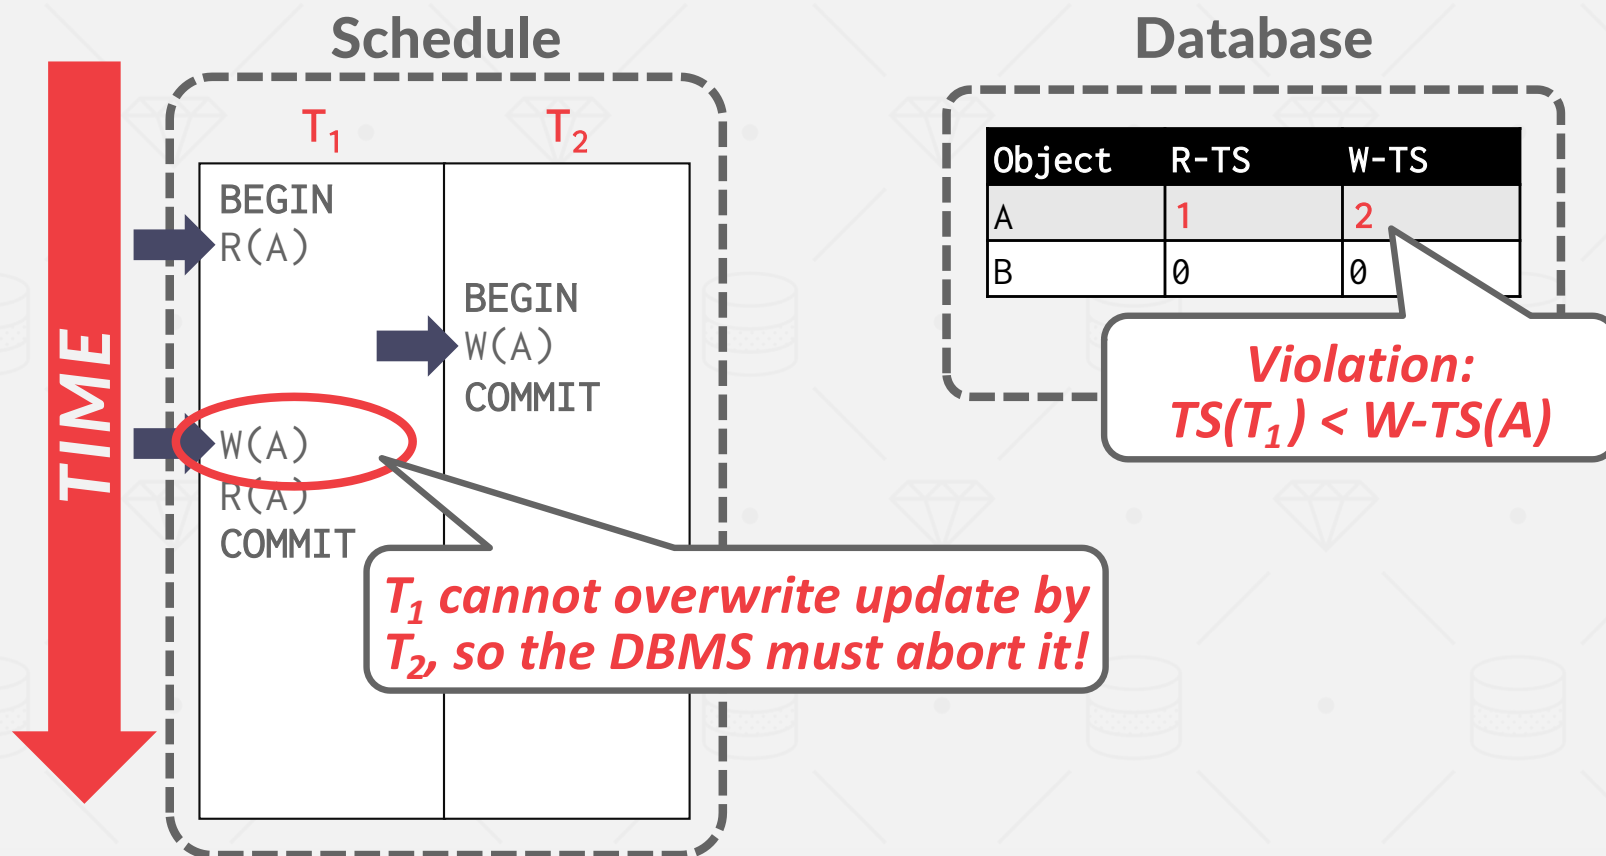 Schedule
Database
TIME
T1
T2
BEGIN
R(A)
BEGIN
W(A)
COMMIT
W(A)
R(A)
COMMIT
T1 cannot overwrite update by
T2, so the DBMS must abort it!
Object R-TS W-TS
A 1 2
B 0 0
Violation:
TS(T1) < W-TS(A)